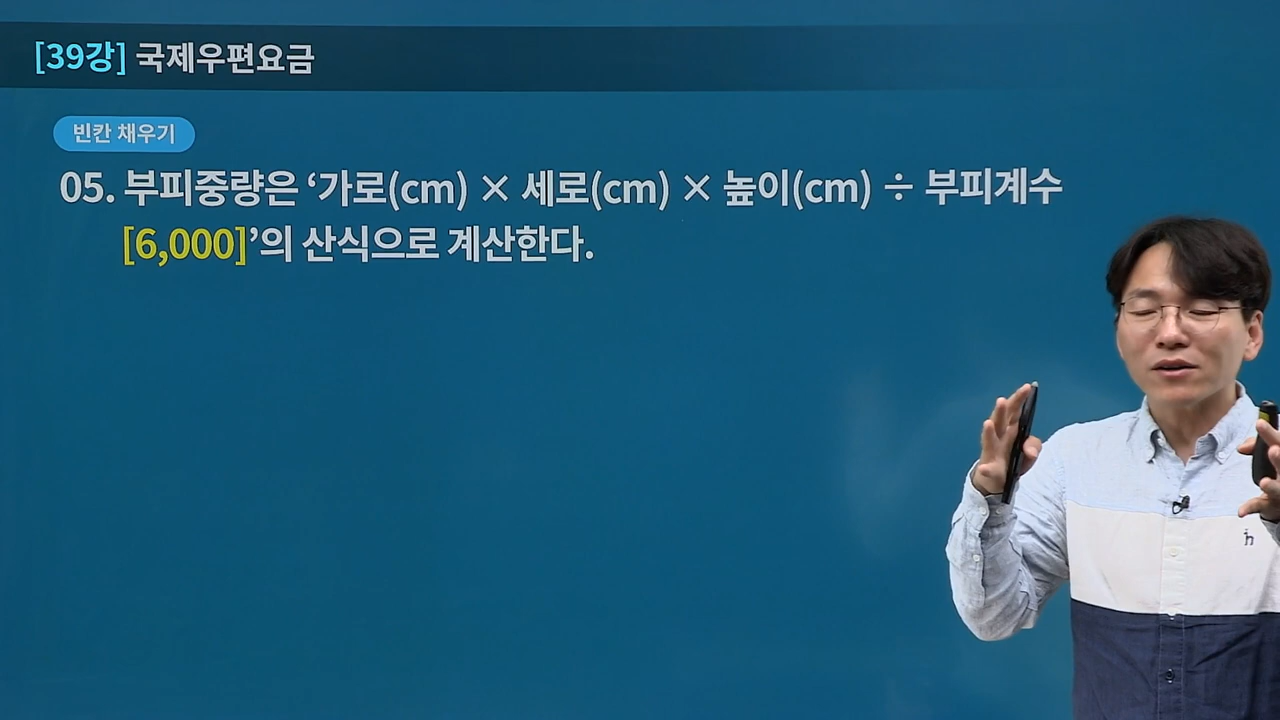 [39강] 국제우편요금
빈칸 채우기
05. 부피중량은 ‘가로(cm) × 세로(cm) × 높이(cm) ÷ 부피계수
[6,000]’의 산식으로 계산한다.